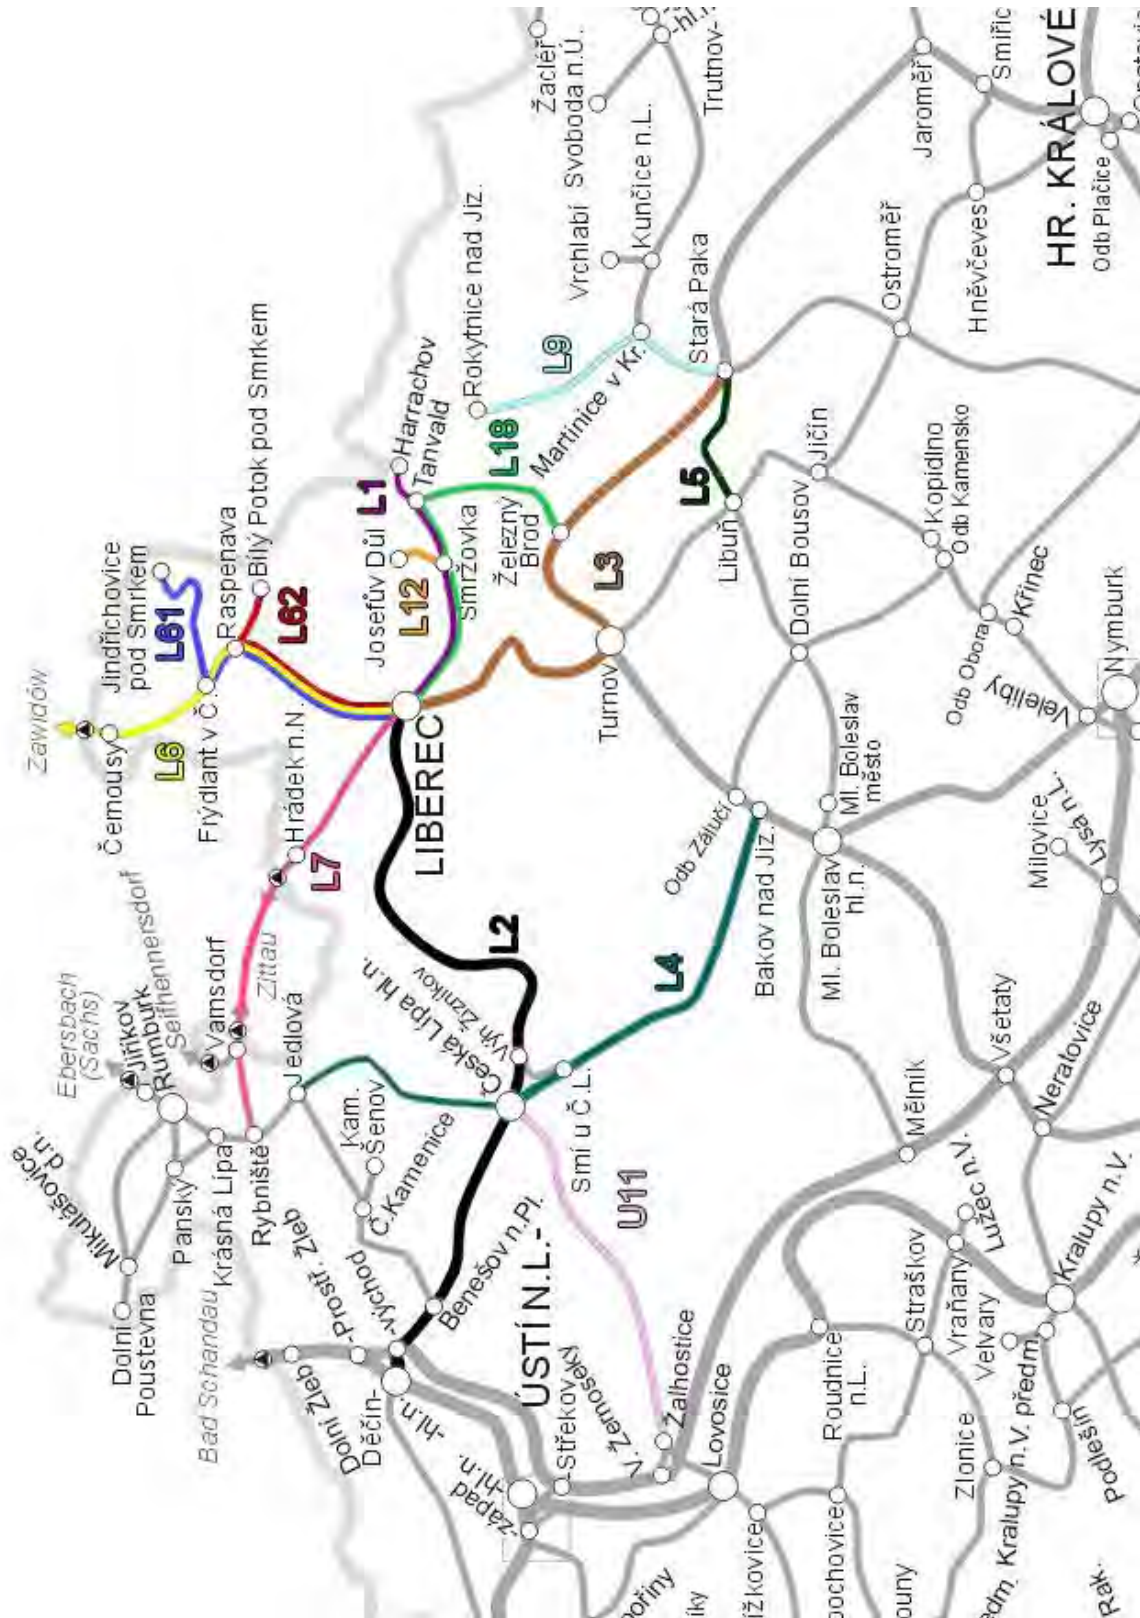 Zawidów
Černousy
L6
Frýdlant v Č.
Jindřichovice
pod Smrkem
L61
Raspenava
Bílý Potok pod Smrkem
L62
Hrádek n.N.
L7
LIBEREC
Josefův Důl
L12
Smržovka
L1
Harrachov
Tanvald
L18
Železný
Brod
Rokytnice nad Jiz.
L9
Martinice v Kr.
Stará Paka
Vrchlabí
Kunčice n.L.
Svoboda n.Ú.
Žacléř
Trutnov-
-hl.n.
Jaroměř
Smiřic
HR. KRÁLOVÉ
Odb Plačice
Hněvčeves
Ostroměř
L3
L5
Libuň
Turnov
Jičín
Dolní Bousov
Kopidlno
Odb Kamensko
Křinec
Odb Obora
Veleliby
Nymburk
Ml. Boleslav
město
Ml. Boleslav
hl.n.
Odb Zálučí
Bakov nad Jiz.
Milovice
Lysá n.L.
L2
L4
Výh Žizníkov
Česká Lípa hl.n.
Srní u Č.L.
U11
Ebersbach
(Sachs)
Jiříkov
Rumburk
Seifhennersdorf
Varnsdorf
Zittau
Jedlová
Mikulášovice
d.n.
Panský
Krásná Lípa
Rybniště
Kam.
Šenov
Č.Kamenice
Benešov n.Pl.
Dolní
Poustevna
Bad Schandau
Dolní Žleb
-Prostř. Žleb
-východ
Děčín-
-hl.n.
ÚSTÍ N.L.-
-hl.n.
-západ
-Střekov
V. Žernoseky
Žalhostice
Lovosice
Všetaty
Neratovice
Mělník
Lužec n.V.
Vraňany
Straškov
Velvary
Kralupy n.V.
Roudnice
n.L.
Zlonice
Kralupy n.V. předm.
Podlešín
Rak.